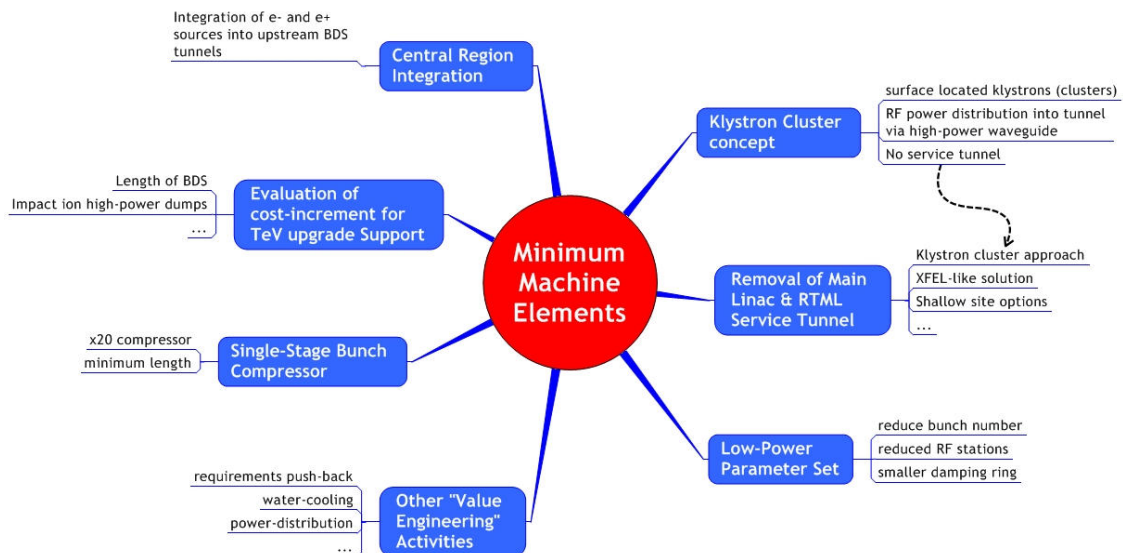 Integration of e- and e+
sources into upstream BDS
tunnels
Central Region
Integration
Klystron Cluster
concept
surface located klystrons (clusters)
RF power distribution into tunnel
via high-power waveguide
No service tunnel
Length of BDS
Impact ion high-power dumps
...
Evaluation of
cost-increment for
TeV upgrade Support
Minimum
Machine
Elements
Removal of Main
Linac & RTML
Service Tunnel
Klystron cluster approach
XFEL-like solution
Shallow site options
...
x20 compressor
minimum length
Single-Stage Bunch
Compressor
Low-Power
Parameter Set
reduce bunch number
reduced RF stations
smaller damping ring
requirements push-back
water-cooling
power-distribution
...
Other "Value
Engineering"
Activities